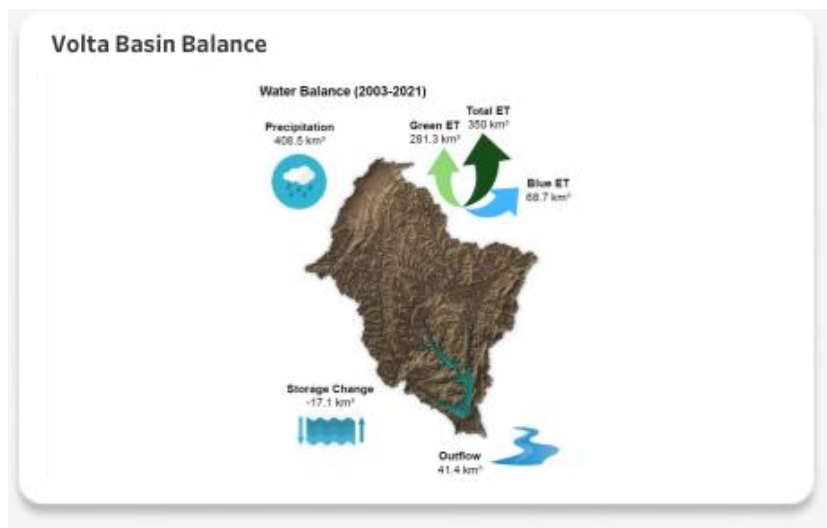 Volta Basin Balance
Water Balance (2003-2021)
Precipitation
408.5 km³
Green ET
281.3 km³
Total ET
350 km³
Blue ET
68.7 km³
Storage Change
-17.1 km³
Outflow
41.4 km³